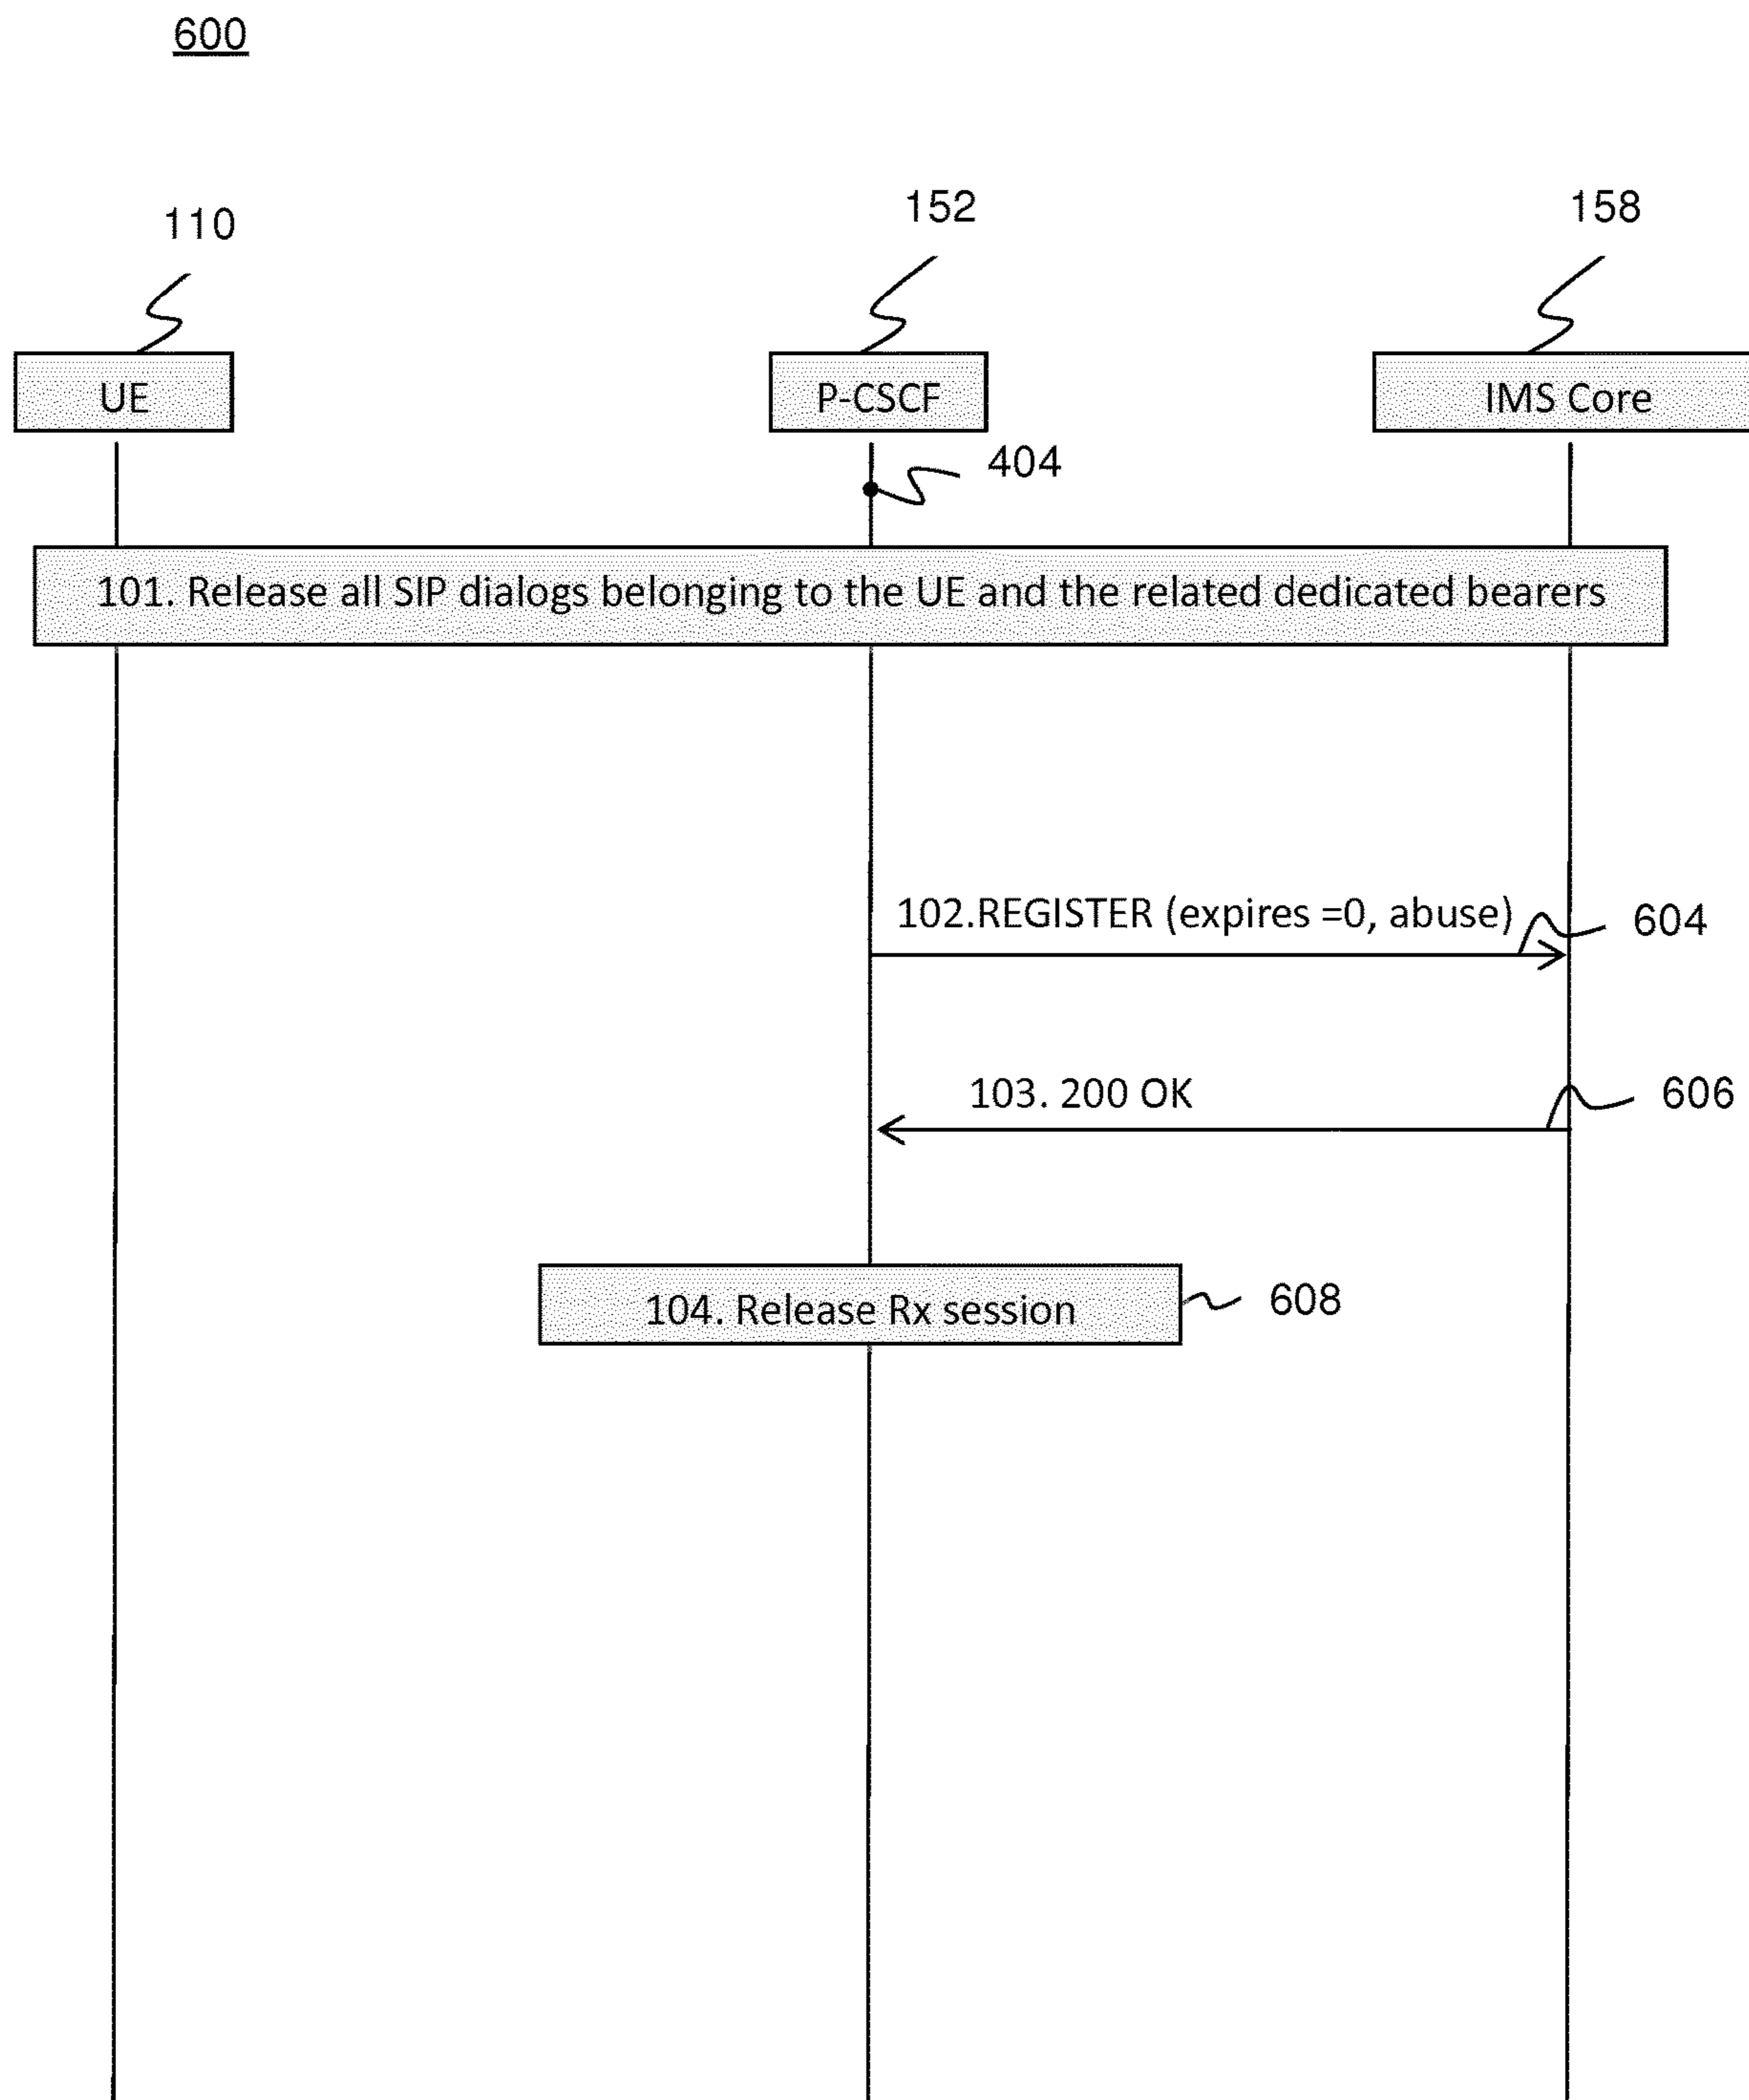 600
110
152
158
UE
P-CSCF
IMS Core
404
101. Release all SIP dialogs belonging to the UE and the related dedicated bearers
102.REGISTER (expires =0, abuse)
604
103. 200 OK
606
104. Release Rx session
608